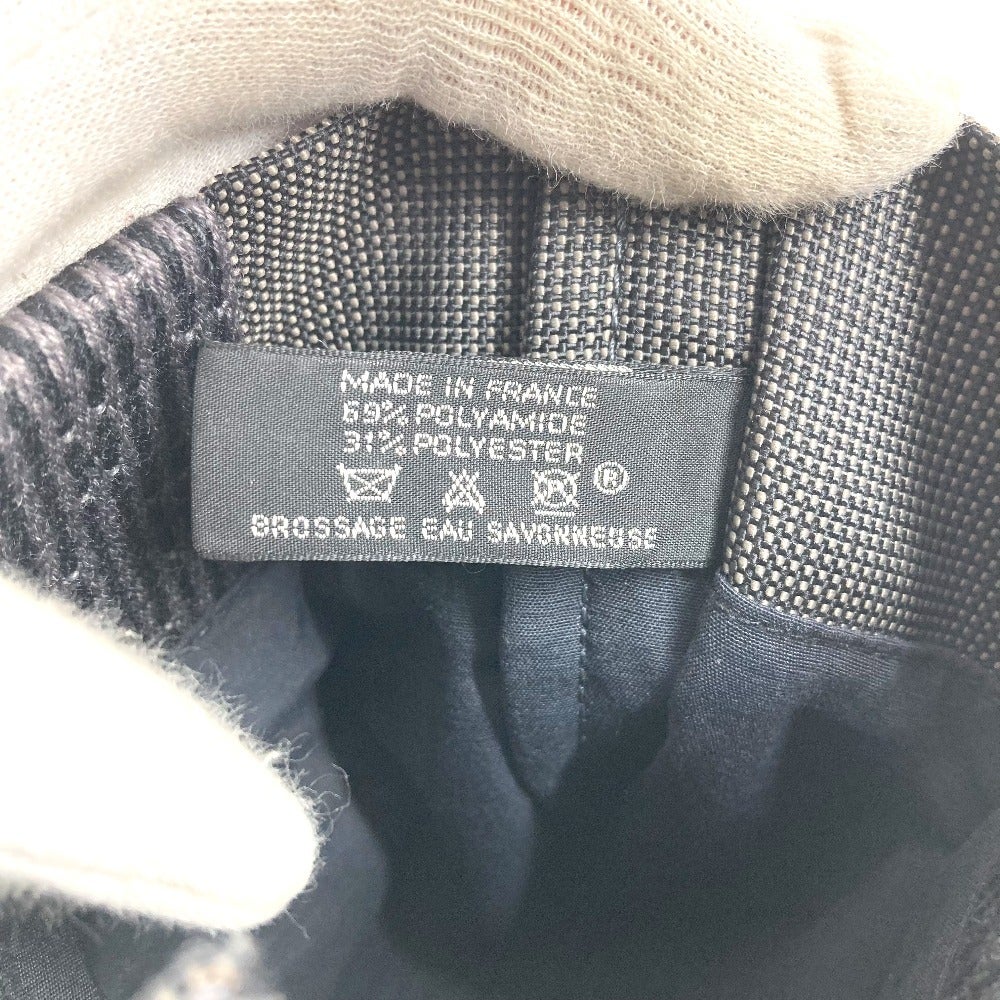 MADE IN FRANCE
69% POLYAMIDE
31% POLYESTER
P ®
BROSSAGE EAU SAVONNEUSE